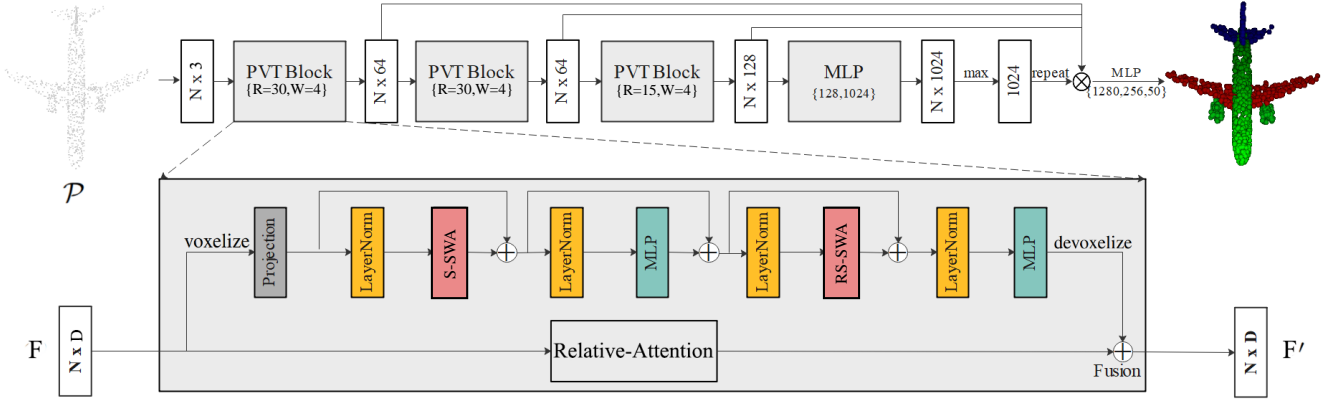 N x 3
PVT Block
{R=30,W=4}
N x 64
PVT Block
{R=30,W=4}
N x 64
PVT Block
{R=15,W=4}
N x 128
MLP
{128,1024}
N x 1024
max
1024
repeat
MLP
{1280,256,50}
P
voxelize
Projection
LayerNorm
S-SWA
LayerNorm
MLP
LayerNorm
RS-SWA
LayerNorm
MLP
devoxelize
F
N x D
Relative-Attention
Fusion
N x D
F′